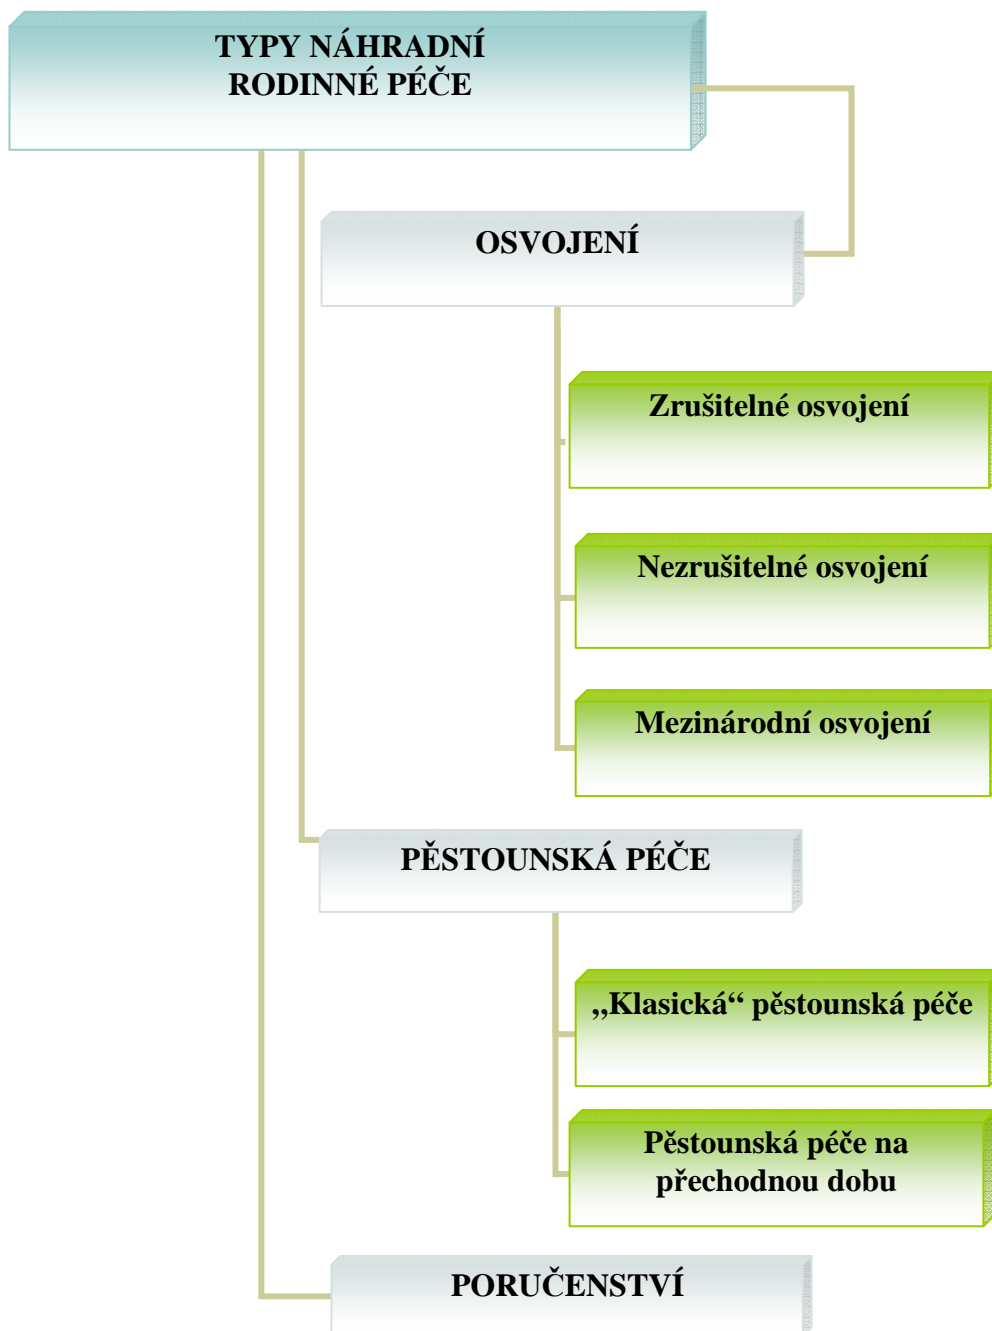 TYPY NÁHRADNÍ
RODINNÉ PÉČE
OSVOJENÍ
Zrušitelné osvojení
Nezrušitelné osvojení
Mezinárodní osvojení
PĚSTOUNSKÁ PÉČE
„Klasická“ pěstounská péče
Pěstounská péče na
přechodnou dobu
PORUČENSTVÍ